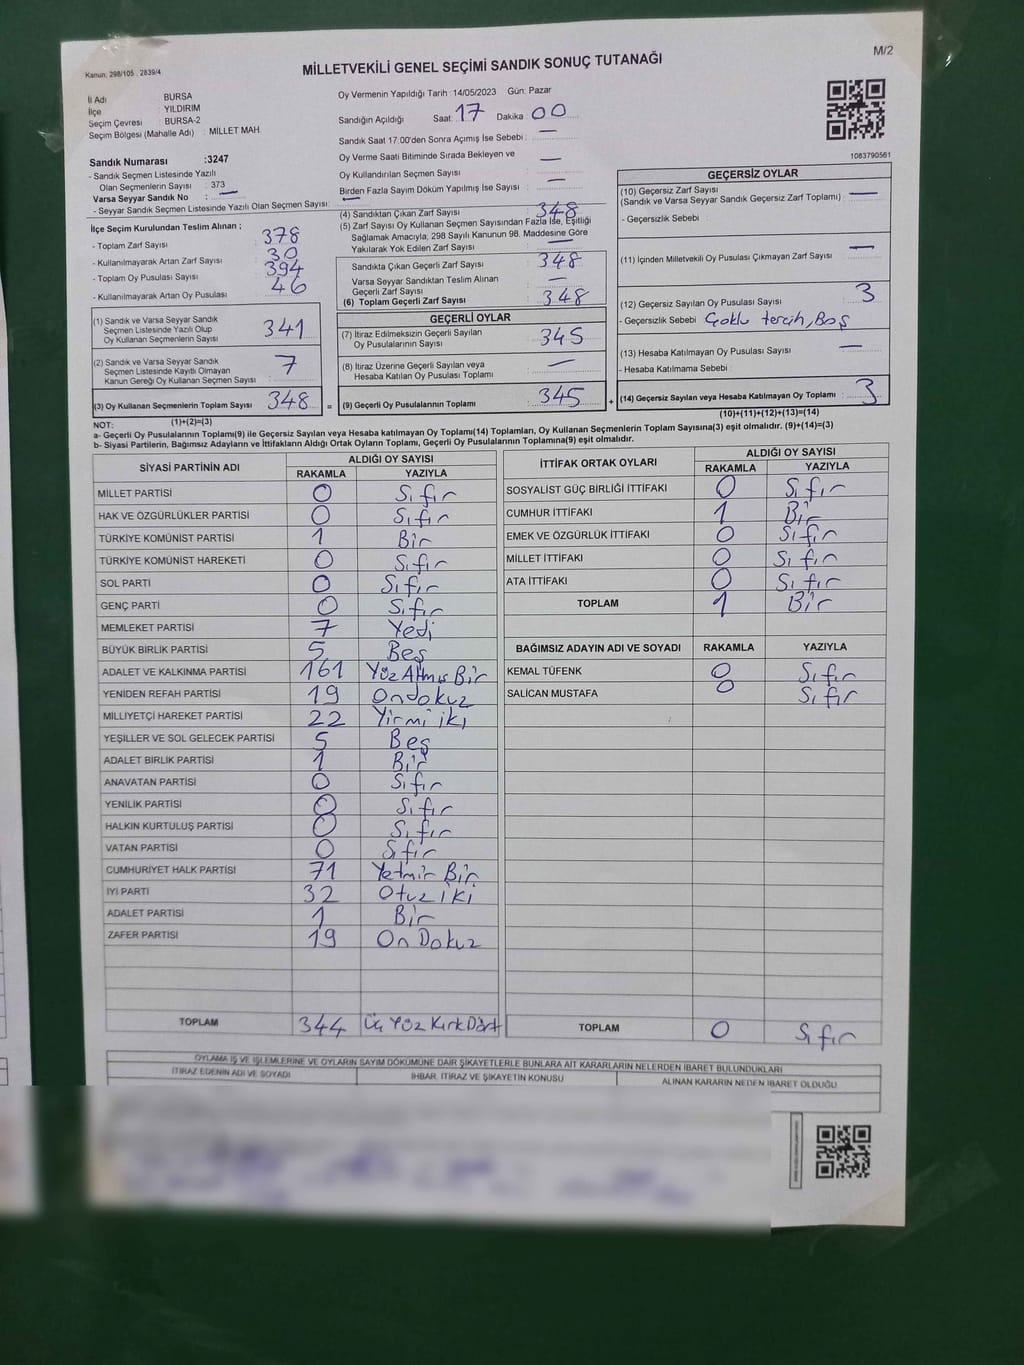 Kanun, 298/105 , 2839/4
M/2
MİLLETVEKİLİ GENEL SEÇİMİ SANDIK SONUÇ TUTANAĞI
İl Adı : BURSA
İlçe : YILDIRIM
Seçim Çevresi : BURSA-2
Seçim Bölgesi (Mahalle Adı) : MİLLET MAH.
Oy Vermenin Yapıldığı Tarih : 14/05/2023 Gün: Pazar
Sandığın Açıldığı Saat: 17 Dakika 00
Sandık Saat 17:00'den Sonra Açımış İse Sebebi : —
Oy Verme Saati Bitiminde Sırada Bekleyen ve
Oy Kullandırılan Seçmen Sayısı : —
Birden Fazla Sayım Döküm Yapılmış İse Sayısı : —
1083790561
Sandık Numarası : 3247
- Sandık Seçmen Listesinde Yazılı
Olan Seçmenlerin Sayısı : 373
Varsa Seyyar Sandık No : —
- Seyyar Sandık Seçmen Listesinde Yazılı Olan Seçmen Sayısı: —
İlçe Seçim Kurulundan Teslim Alınan ;
- Toplam Zarf Sayısı : 378
- Kullanılmayarak Artan Zarf Sayısı : 30
- Toplam Oy Pusulası Sayısı : 394
- Kullanılmayarak Artan Oy Pusulası : 46
(1) Sandık ve Varsa Seyyar Sandık
Seçmen Listesinde Yazılı Olup
Oy Kullanan Seçmenlerin Sayısı : 341
(2) Sandık ve Varsa Seyyar Sandık
Seçmen Listesinde Kayıtlı Olmayan
Kanun Gereği Oy Kullanan Seçmen Sayısı : 7
(3) Oy Kullanan Seçmenlerin Toplam Sayısı : 348
(1)+(2)=(3)
(4) Sandıktan Çıkan Zarf Sayısı : 348
(5) Zarf Sayısı Oy Kullanan Seçmen Sayısından Fazla İse, Eşitliği
Sağlamak Amacıyla, 298 Sayılı Kanunun 98. Maddesine Göre
Yakılarak Yok Edilen Zarf Sayısı : —
Sandıkta Çıkan Geçerli Zarf Sayısı : 348
Varsa Seyyar Sandıktan Teslim Alınan
Geçerli Zarf Sayısı : —
(6) Toplam Geçerli Zarf Sayısı : 348
GEÇERLİ OYLAR
(7) İtiraz Edilmeksizin Geçerli Sayılan
Oy Pusulalarının Sayısı : 345
(8) İtiraz Üzerine Geçerli Sayılan veya
Hesaba Katılan Oy Pusulası Toplamı : —
= (9) Geçerli Oy Pusulalarının Toplamı : 345
GEÇERSİZ OYLAR
(10) Geçersiz Zarf Sayısı
(Sandık ve Varsa Seyyar Sandık Geçersiz Zarf Toplamı) : —
- Geçersizlik Sebebi :
(11) İçinden Milletvekili Oy Pusulası Çıkmayan Zarf Sayısı : —
(12) Geçersiz Sayılan Oy Pusulası Sayısı : 3
- Geçersizlik Sebebi : Çoklu tercih, Boş
(13) Hesaba Katılmayan Oy Pusulası Sayısı : —
- Hesaba Katılmama Sebebi :
+ (14) Geçersiz Sayılan veya Hesaba Katılmayan Oy Toplamı : 3
(10)+(11)+(12)+(13)=(14)
NOT:
a- Geçerli Oy Pusulalarının Toplamı(9) ile Geçersiz Sayılan veya Hesaba Katılmayan Oy Toplamı(14) Toplamları, Oy Kullanan Seçmenlerin Toplam Sayısına(3) eşit olmalıdır. (9)+(14)=(3)
b- Siyasi Partilerin, Bağımsız Adayların ve İttifakların Aldığı Ortak Oyların Toplamı, Geçerli Oy Pusulalarının Toplamına(9) eşit olmalıdır.
SİYASİ PARTİNİN ADI ALDIĞI OY SAYISI
RAKAMLA YAZIYLA
MİLLET PARTİSİ 0 Sıfır
HAK VE ÖZGÜRLÜKLER PARTİSİ 0 Sıfır
TÜRKİYE KOMÜNİST PARTİSİ 1 Bir
TÜRKİYE KOMÜNİST HAREKETİ 0 Sıfır
SOL PARTİ 0 Sıfır
GENÇ PARTİ 0 Sıfır
MEMLEKET PARTİSİ 7 Yedi
BÜYÜK BİRLİK PARTİSİ 5 Beş
ADALET VE KALKINMA PARTİSİ 161 Yüz Atmış Bir
YENİDEN REFAH PARTİSİ 19 Ondokuz
MİLLİYETÇİ HAREKET PARTİSİ 22 Yirmi iki
YEŞİLLER VE SOL GELECEK PARTİSİ 5 Beş
ADALET BİRLİK PARTİSİ 1 Bir
ANAVATAN PARTİSİ 0 Sıfır
YENİLİK PARTİSİ 0 Sıfır
HALKIN KURTULUŞ PARTİSİ 0 Sıfır
VATAN PARTİSİ 0 Sıfır
CUMHURİYET HALK PARTİSİ 71 Yetmir Bir
İYİ PARTİ 32 Otuz iki
ADALET PARTİSİ 1 Bir
ZAFER PARTİSİ 19 On Dokuz
TOPLAM 344 Üç Yüz Kırk Dört
İTTİFAK ORTAK OYLARI ALDIĞI OY SAYISI
RAKAMLA YAZIYLA
SOSYALİST GÜÇ BİRLİĞİ İTTİFAKI 0 Sıfır
CUMHUR İTTİFAKI 1 Bir
EMEK VE ÖZGÜRLÜK İTTİFAKI 0 Sıfır
MİLLET İTTİFAKI 0 Sıfır
ATA İTTİFAKI 0 Sıfır
TOPLAM 1 Bir
BAĞIMSIZ ADAYIN ADI VE SOYADI RAKAMLA YAZIYLA
KEMAL TÜFENK 0 Sıfır
SALİCAN MUSTAFA 0 Sıfır
TOPLAM 0 Sıfır
OYLAMA İŞ VE İŞLEMLERİNE VE OYLARIN SAYIM DÖKÜMÜNE DAİR ŞİKAYETLERLE BUNLARA AİT KARARLARIN NELERDEN İBARET BULUNDUKLARI
İTİRAZ EDENİN ADI VE SOYADI İHBAR, İTİRAZ VE ŞİKAYETİN KONUSU ALINAN KARARIN NEDEN İBARET OLDUĞU